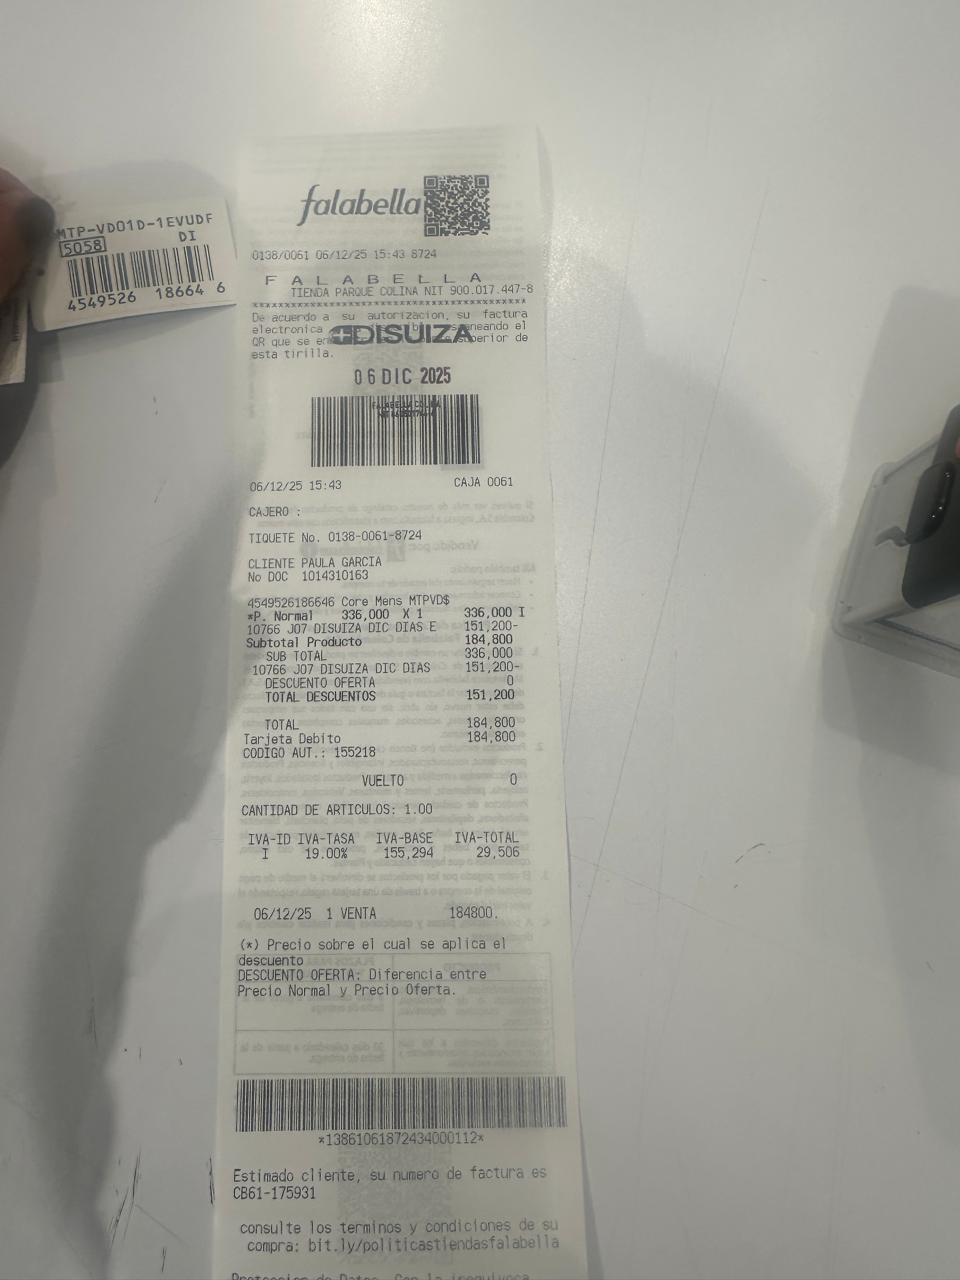 MTP-VD01D-1EVUDF
5058
DI
4549526 18664 6
falabella
0138/0061 06/12/25 15:43 8724
F A L A B E L L A
TIENDA PARQUE COLINA NIT 900.017.447-8
De acuerdo a su autorizacion, su factura
electronica
DISUIZA
QR que se
superior de
esta tirilla.
06 DIC 2025
FALABELLA COLINA
06/12/25 15:43 CAJA 0061
CAJERO :
TIQUETE No. 0138-0061-8724
CLIENTE PAULA GARCIA
No DOC 1014310163
4549526186646 Core Mens MTPVD$
*P. Normal 336,000 X 1 336,000 I
10766 J07 DISUIZA DIC DIAS E 151,200-
Subtotal Producto 184,800
SUB TOTAL 336,000
10766 J07 DISUIZA DIC DIAS 151,200-
DESCUENTO OFERTA 0
TOTAL DESCUENTOS 151,200
TOTAL 184,800
Tarjeta Debito 184,800
CODIGO AUT.: 155218
VUELTO 0
CANTIDAD DE ARTICULOS: 1.00
IVA-ID IVA-TASA IVA-BASE IVA-TOTAL
I 19.00% 155,294 29,506
06/12/25 1 VENTA 184800.
(*) Precio sobre el cual se aplica el
descuento
DESCUENTO OFERTA: Diferencia entre
Precio Normal y Precio Oferta.
*13861061872434000112*
Estimado cliente, su numero de factura es
CB61-175931
consulte los terminos y condiciones de su
compra: bit.ly/politicastiendasfalabella